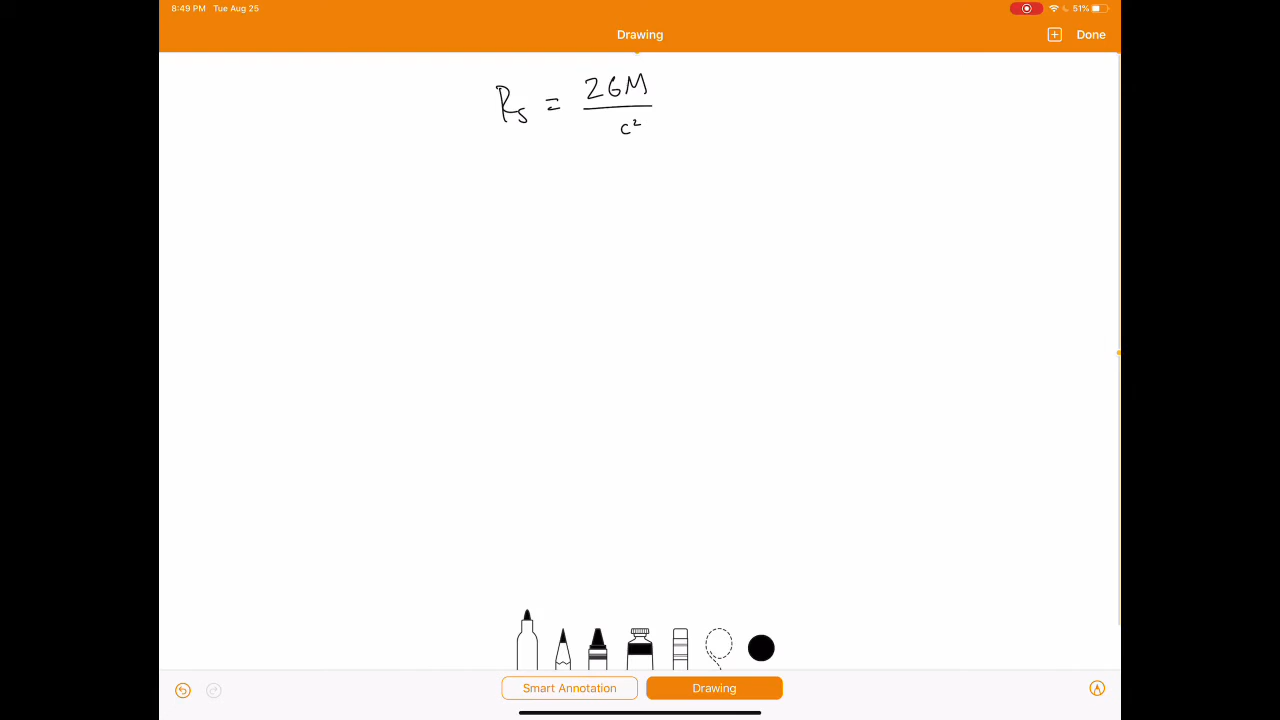 8:49 PM Tue Aug 25 51%
Drawing Done
Rs = 2GM / c²
Smart Annotation Drawing